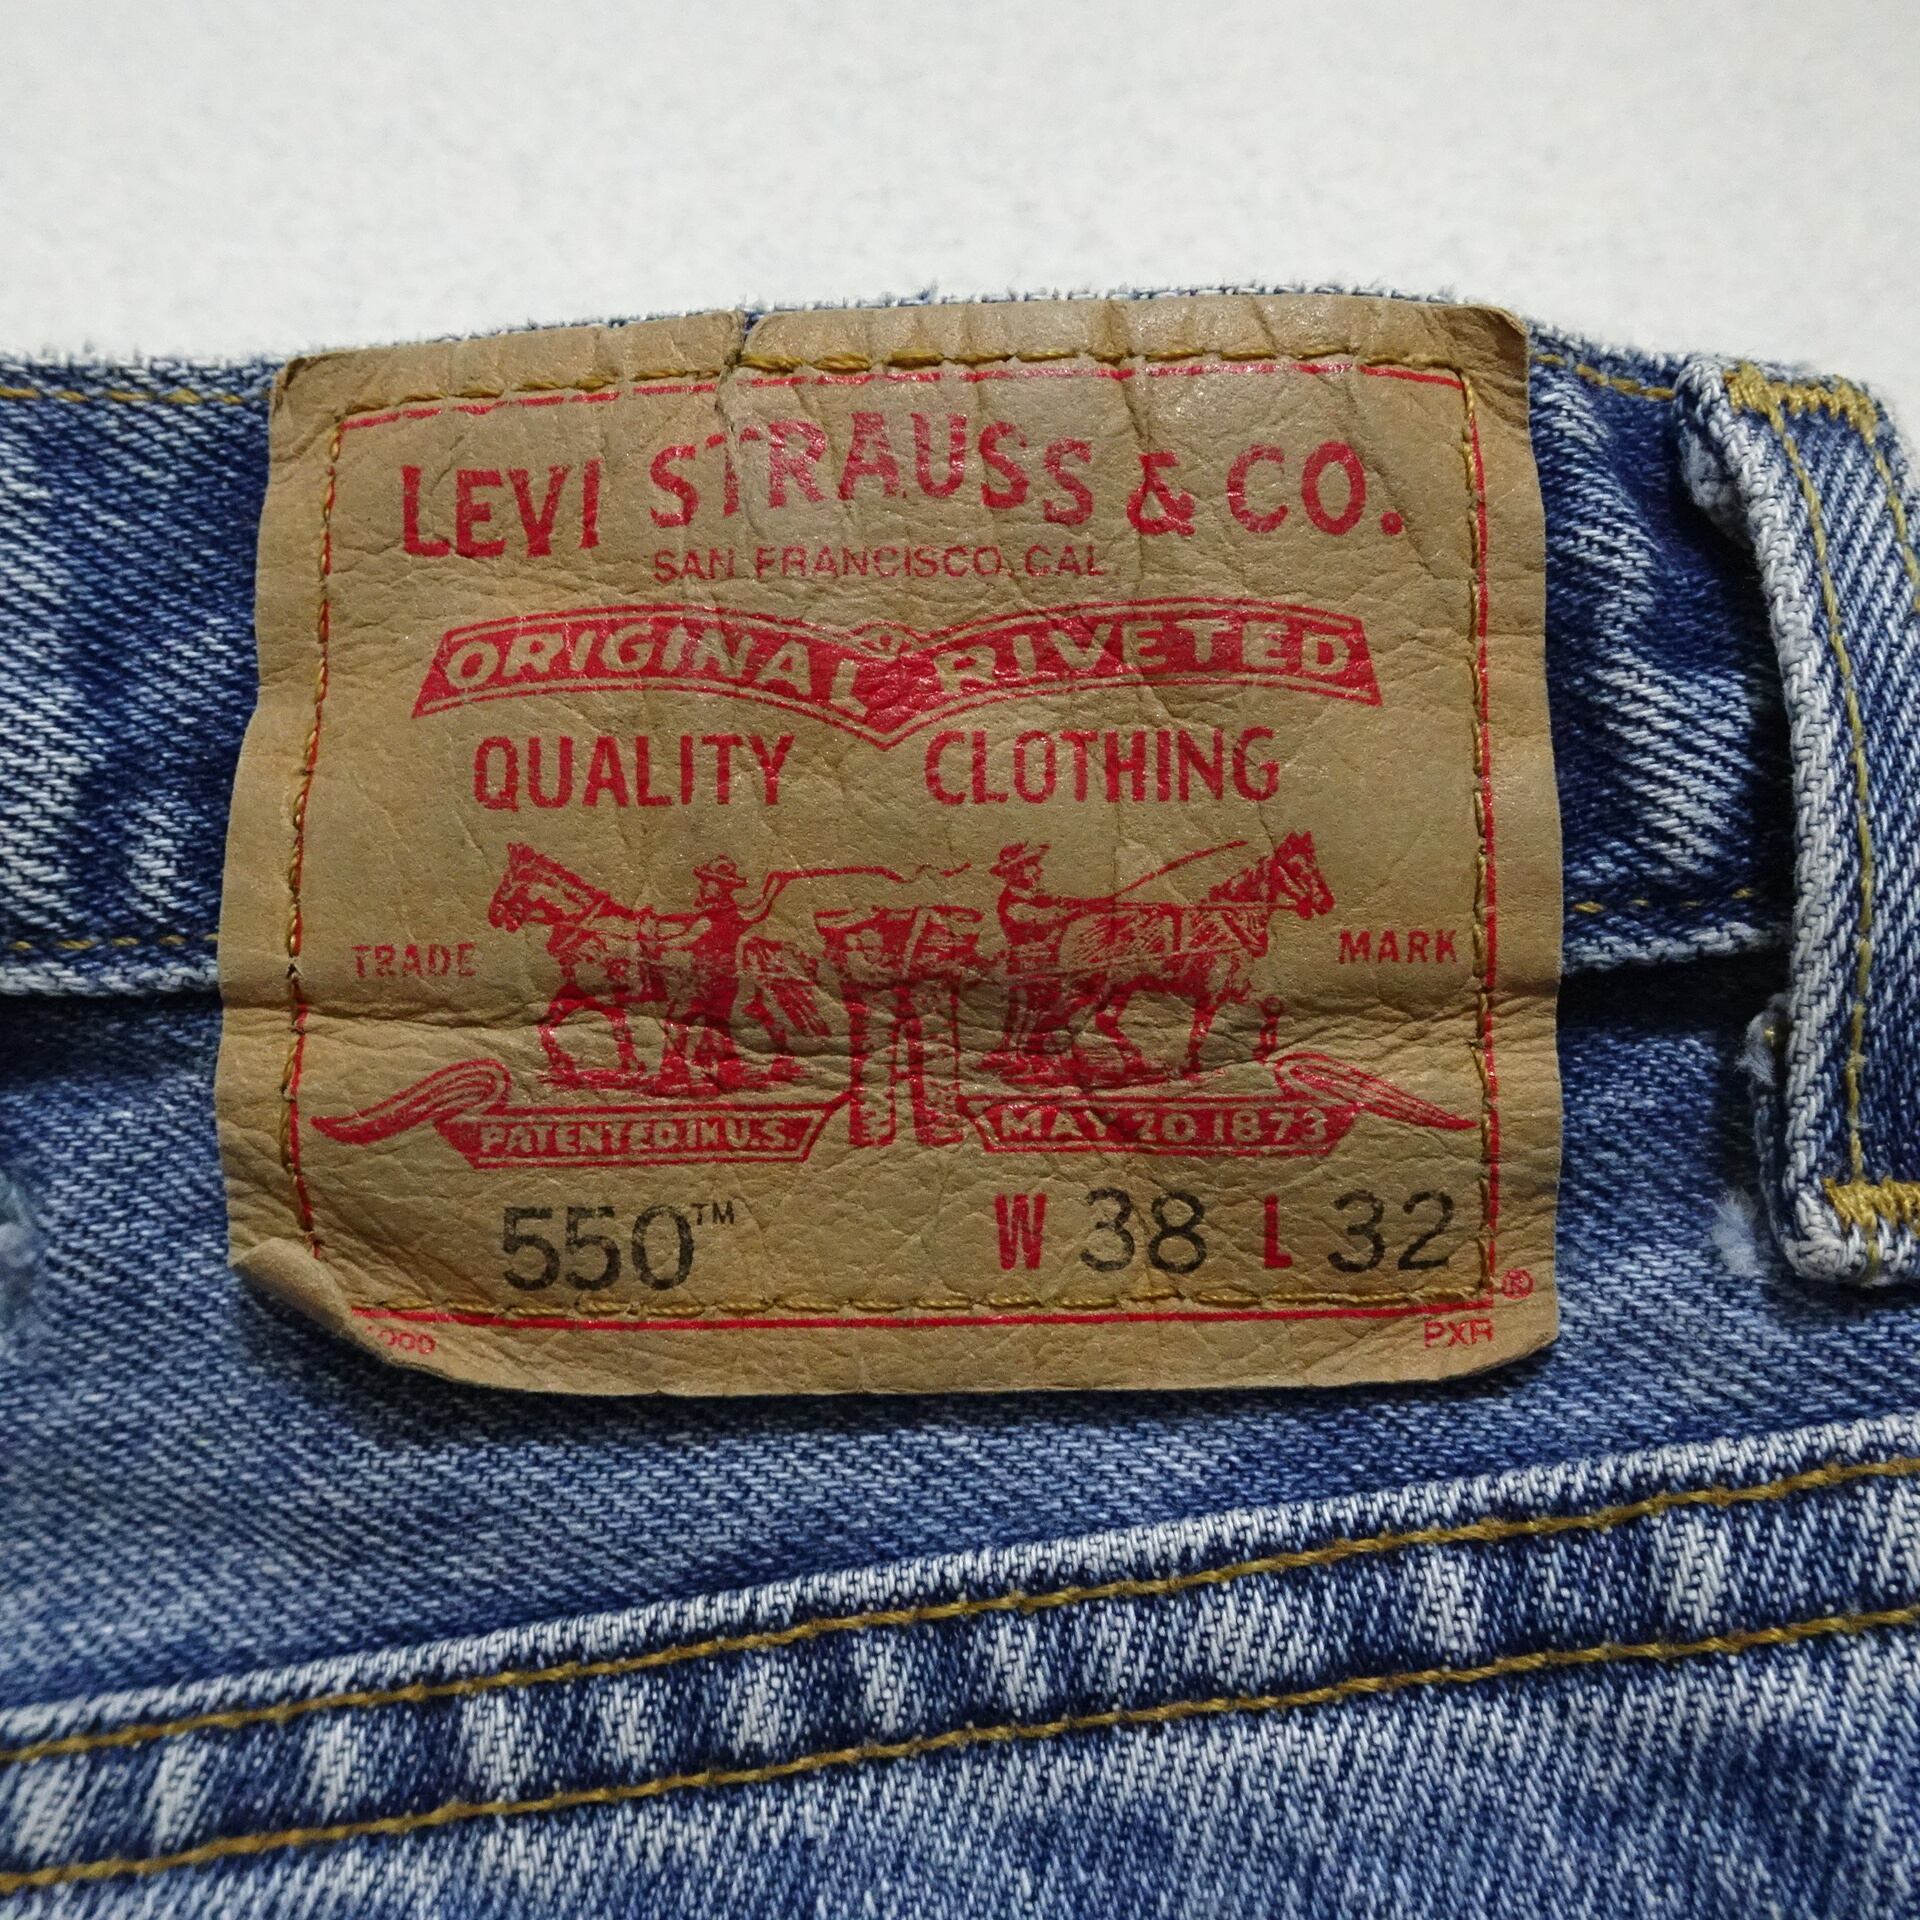 LEVI STRAUSS & CO.
SAN FRANCISCO, CAL.
ORIGINAL RIVETED
QUALITY CLOTHING
TRADE MARK
PATENTED IN U.S. MAY 20 1873
550™ W 38 L 32
®
PXR